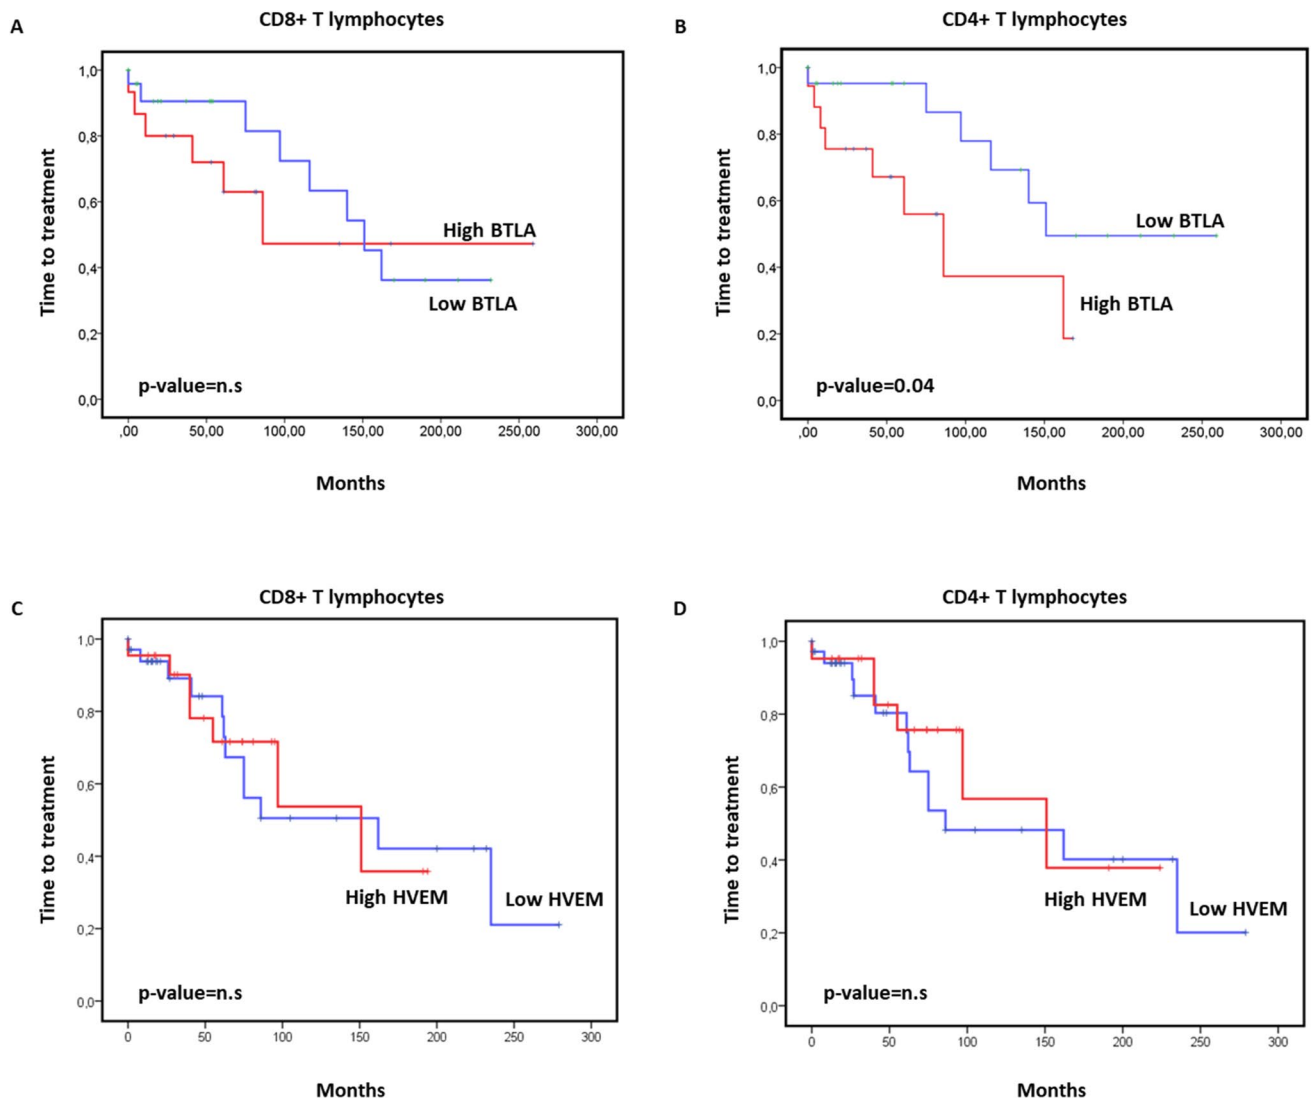 A
CD8+ T lymphocytes
Time to treatment
1,0
0,8
0,6
0,4
0,2
0,0
High BTLA
Low BTLA
p-value=n.s
,00 50,00 100,00 150,00 200,00 250,00 300,00
Months
B
CD4+ T lymphocytes
Time to treatment
1,0
0,8
0,6
0,4
0,2
0,0
Low BTLA
High BTLA
p-value=0.04
,00 50,00 100,00 150,00 200,00 250,00 300,00
Months
C
CD8+ T lymphocytes
Time to treatment
1,0
0,8
0,6
0,4
0,2
0,0
High HVEM
Low HVEM
p-value=n.s
0 50 100 150 200 250 300
Months
D
CD4+ T lymphocytes
Time to treatment
1,0
0,8
0,6
0,4
0,2
0,0
High HVEM
Low HVEM
p-value=n.s
0 50 100 150 200 250 300
Months